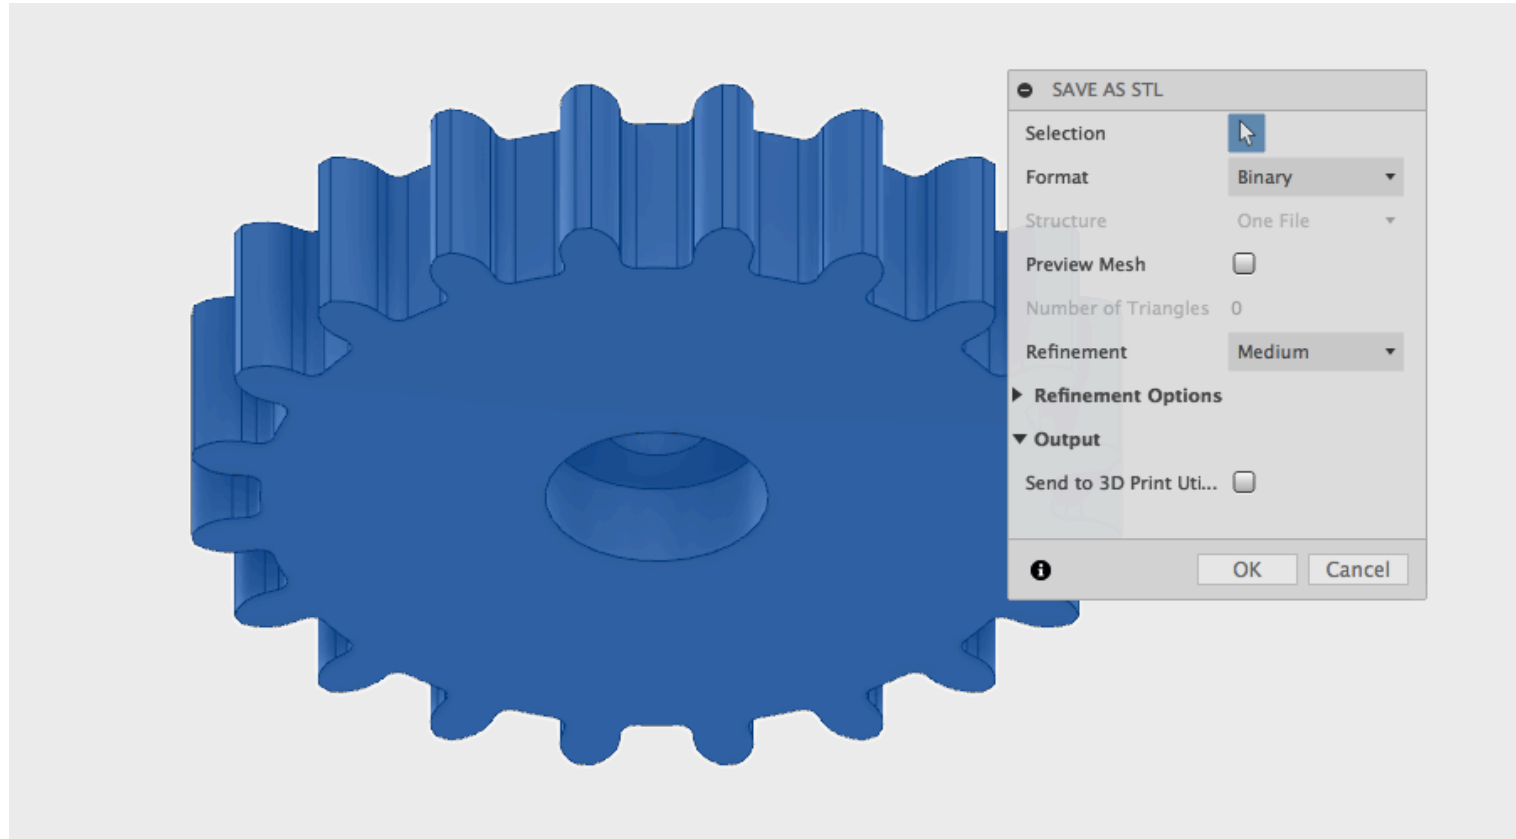 SAVE AS STL
Selection
Format Binary
Structure One File
Preview Mesh
Number of Triangles 0
Refinement Medium
Refinement Options
Output
Send to 3D Print Uti...
OK Cancel